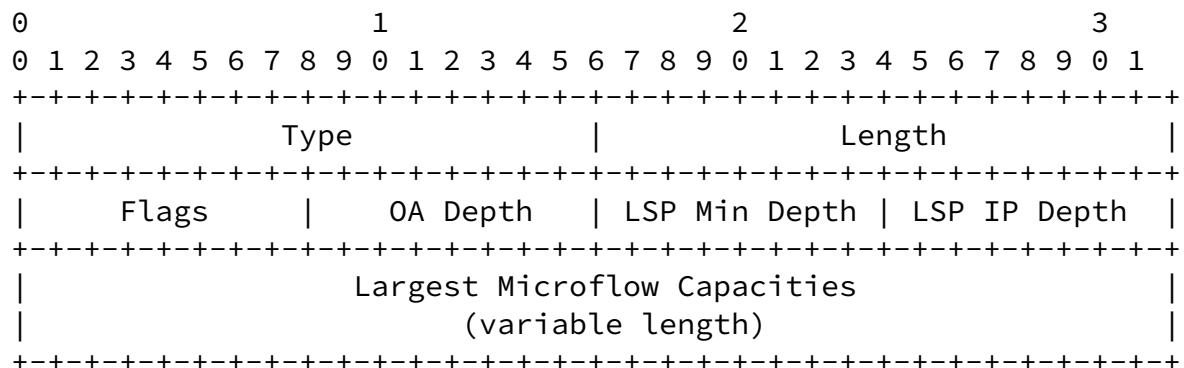 0                   1                   2                   3
0 1 2 3 4 5 6 7 8 9 0 1 2 3 4 5 6 7 8 9 0 1 2 3 4 5 6 7 8 9 0 1
+-+-+-+-+-+-+-+-+-+-+-+-+-+-+-+-+-+-+-+-+-+-+-+-+-+-+-+-+-+-+-+-+
|              Type             |             Length            |
+-+-+-+-+-+-+-+-+-+-+-+-+-+-+-+-+-+-+-+-+-+-+-+-+-+-+-+-+-+-+-+-+
|     Flags     |    OA Depth   | LSP Min Depth | LSP IP Depth  |
+-+-+-+-+-+-+-+-+-+-+-+-+-+-+-+-+-+-+-+-+-+-+-+-+-+-+-+-+-+-+-+-+
|                  Largest Microflow Capacities                 |
|                        (variable length)                      |
+-+-+-+-+-+-+-+-+-+-+-+-+-+-+-+-+-+-+-+-+-+-+-+-+-+-+-+-+-+-+-+-+